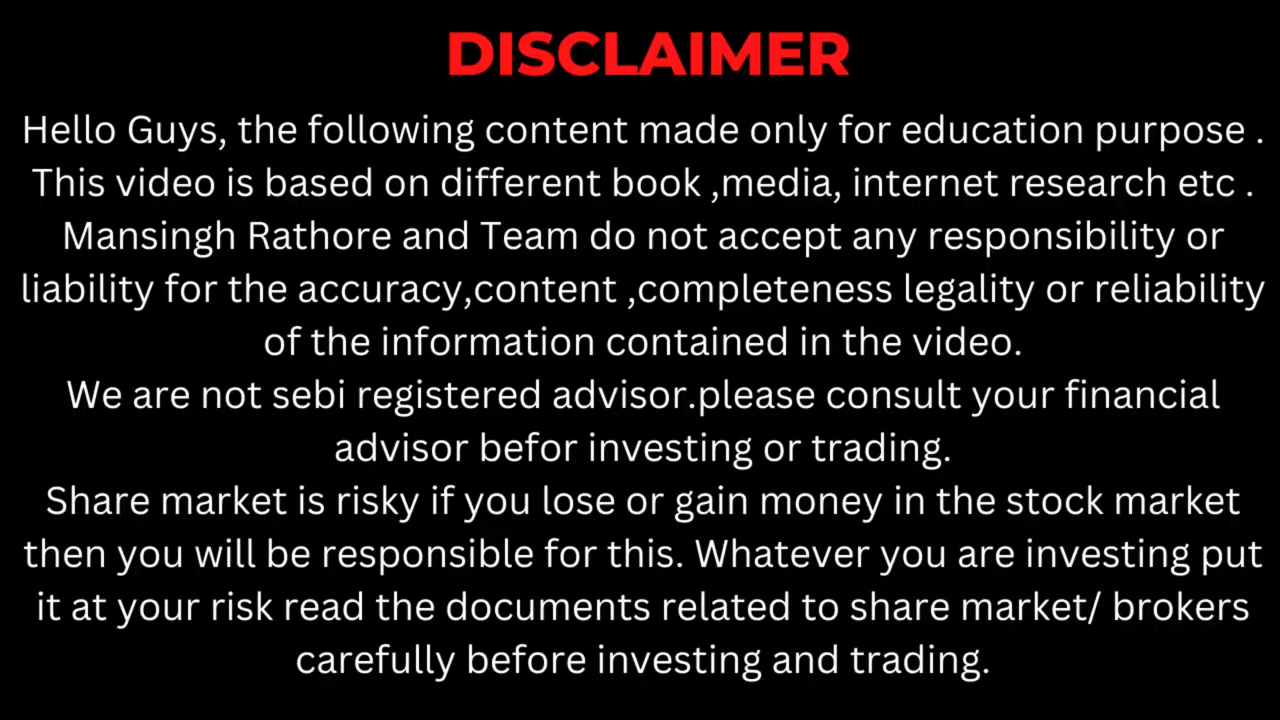 DISCLAIMER
Hello Guys, the following content made only for education purpose .
This video is based on different book ,media, internet research etc .
Mansingh Rathore and Team do not accept any responsibility or
liability for the accuracy,content ,completeness legality or reliability
of the information contained in the video.
We are not sebi registered advisor.please consult your financial
advisor befor investing or trading.
Share market is risky if you lose or gain money in the stock market
then you will be responsible for this. Whatever you are investing put
it at your risk read the documents related to share market/ brokers
carefully before investing and trading.